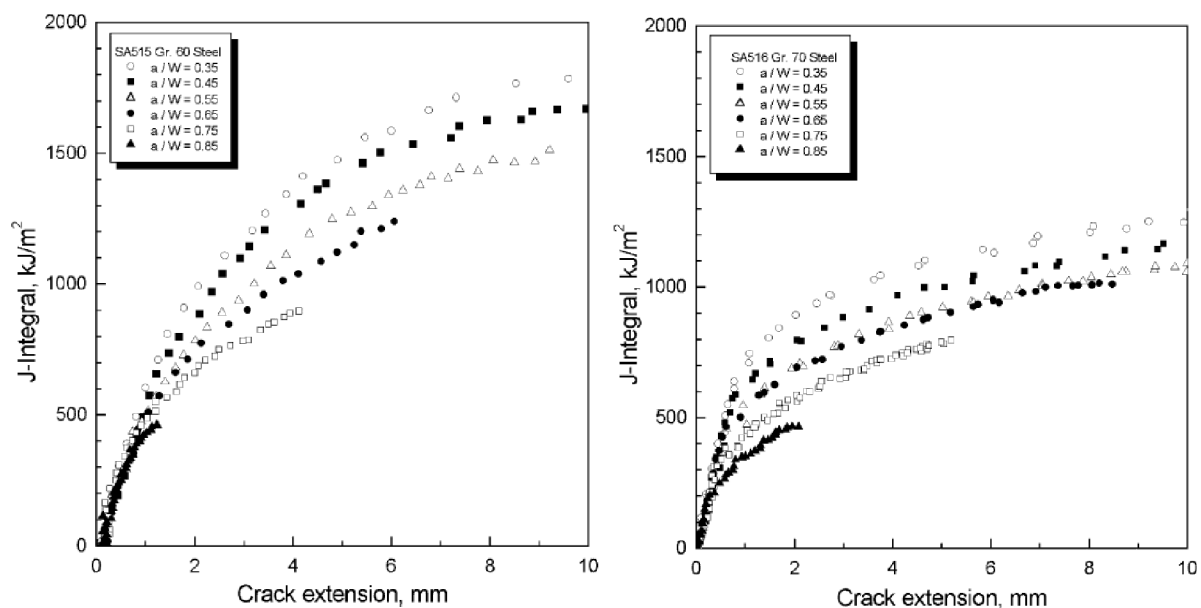 2000
1500
1000
500
0
J-Integral, kJ/m²
SA515 Gr. 60 Steel
a / W = 0.35
a / W = 0.45
a / W = 0.55
a / W = 0.65
a / W = 0.75
a / W = 0.85
0 2 4 6 8 10
Crack extension, mm
2000
1500
1000
500
0
J-Integral, kJ/m²
SA516 Gr. 70 Steel
a / W = 0.35
a / W = 0.45
a / W = 0.55
a / W = 0.65
a / W = 0.75
a / W = 0.85
0 2 4 6 8 10
Crack extension, mm